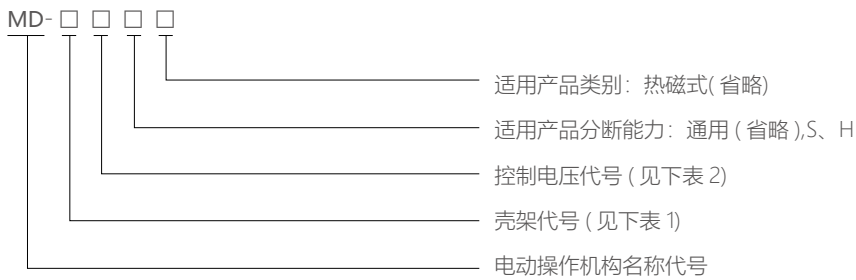 MD-□ □ □ □
适用产品类别：热磁式(省略)
适用产品分断能力：通用(省略),S、H
控制电压代号(见下表2)
壳架代号(见下表1)
电动操作机构名称代号